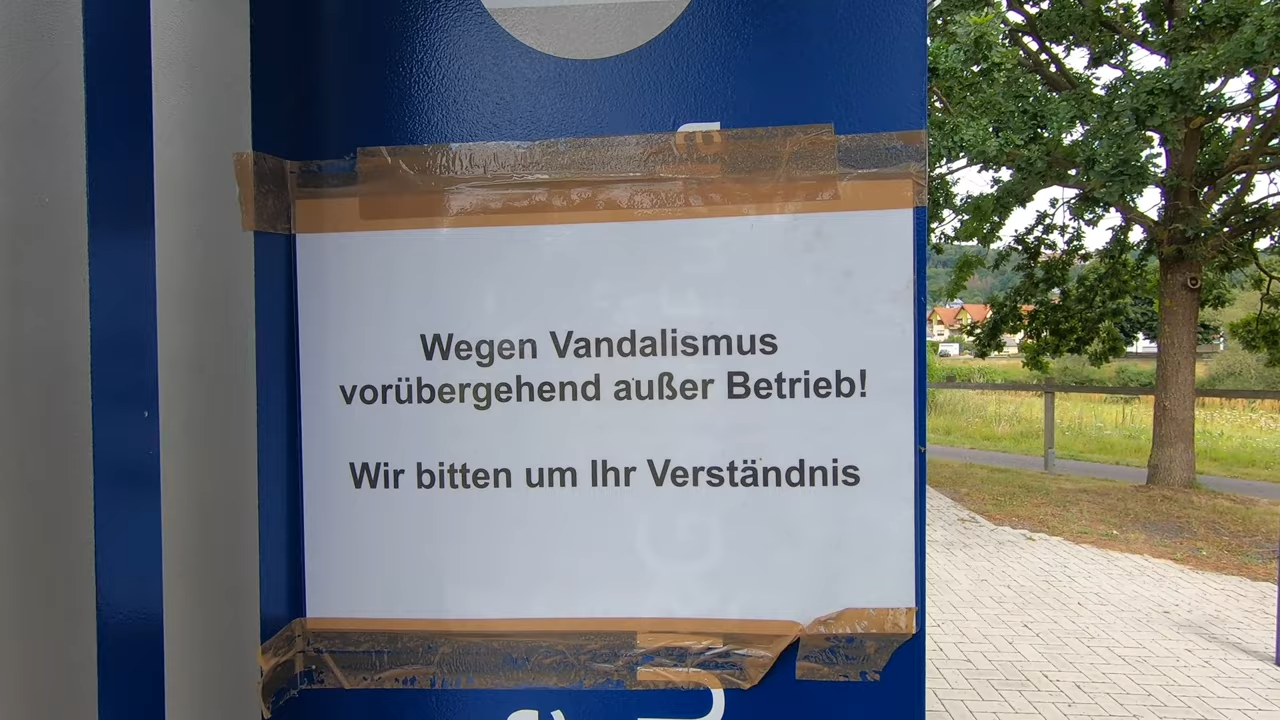 Wegen Vandalismus
vorübergehend außer Betrieb!
Wir bitten um Ihr Verständnis